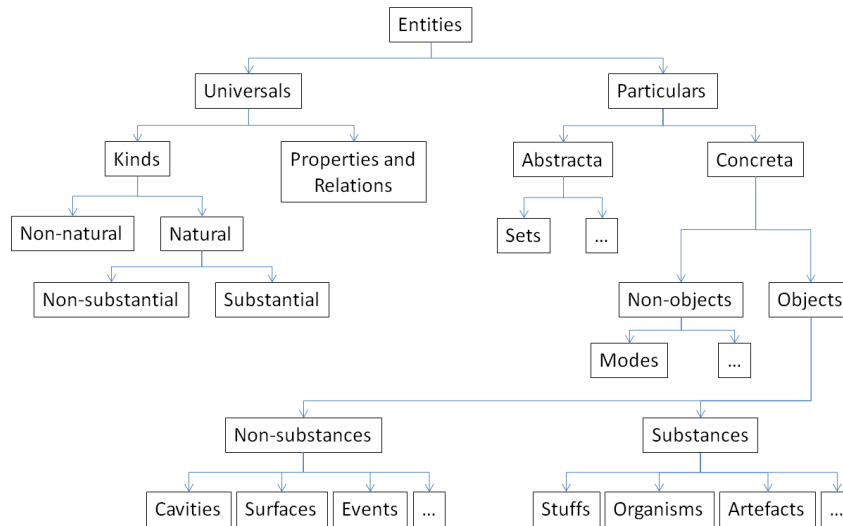 Entities
Universals
Particulars
Kinds
Properties and
Relations
Abstracta
Concreta
Non-natural
Natural
Sets
...
Non-substantial
Substantial
Non-objects
Objects
Modes
...
Non-substances
Substances
Cavities
Surfaces
Events
...
Stuffs
Organisms
Artefacts
...